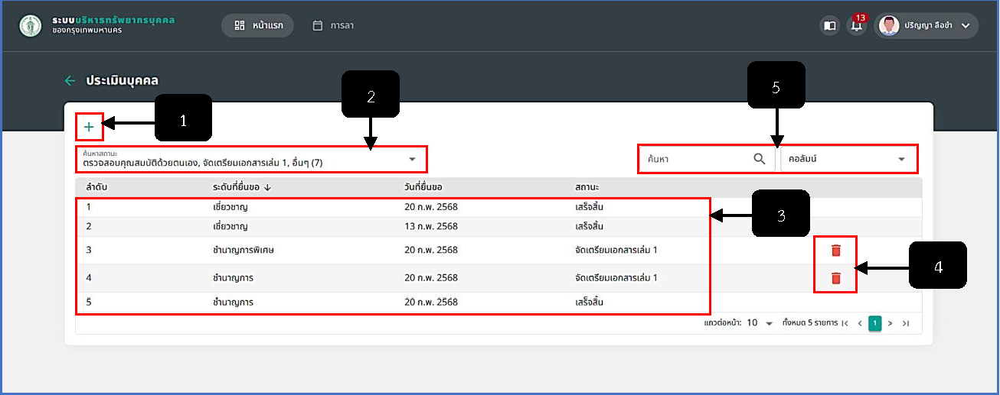 ระบบบริหารทรัพยากรบุคคล
ของกรุงเทพมหานคร
หน้าแรก
การลา
13
ปริญญา ลือขำ
ประเมินบุคคล
1
2
5
ค้นหาสถานะ
ตรวจสอบคุณสมบัติด้วยตนเอง, จัดเตรียมเอกสารเล่ม 1, อื่นๆ (7)
ค้นหา
คอลัมน์
ลำดับ ระดับที่ยื่นขอ วันที่ยื่นขอ สถานะ
1 เชี่ยวชาญ 20 ก.พ. 2568 เสร็จสิ้น
2 เชี่ยวชาญ 13 ก.พ. 2568 เสร็จสิ้น
3
3 ชำนาญการพิเศษ 20 ก.พ. 2568 จัดเตรียมเอกสารเล่ม 1
4 ชำนาญการ 20 ก.พ. 2568 จัดเตรียมเอกสารเล่ม 1
4
5 ชำนาญการ 20 ก.พ. 2568 เสร็จสิ้น
แถวต่อหน้า: 10 ทั้งหมด 5 รายการ 1